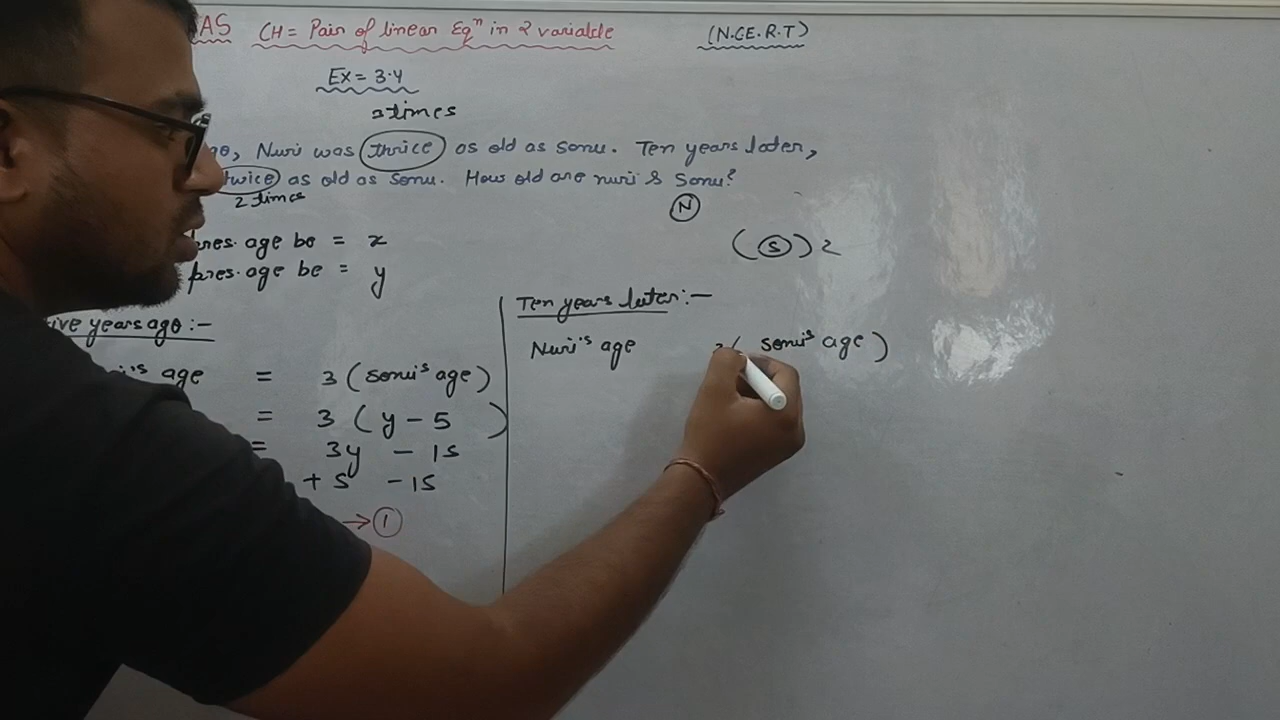 AS CH = Pair of linear Eqⁿ in 2 variable (N.C.E.R.T)
Ex = 3.4
3 times
go, Nuri was thrice as old as sonu. Ten years later,
twice as old as Sonu. How old are nuri & Sonu?
2 times
N
(S) 2
pres. age be = x
pres. age be = y
ive years ago :-
i's age = 3 (sonu's age)
= 3 (y - 5)
= 3y - 15
+ 5 - 15
→ 1
Ten years later :-
Nuri's age ( sonu's age )